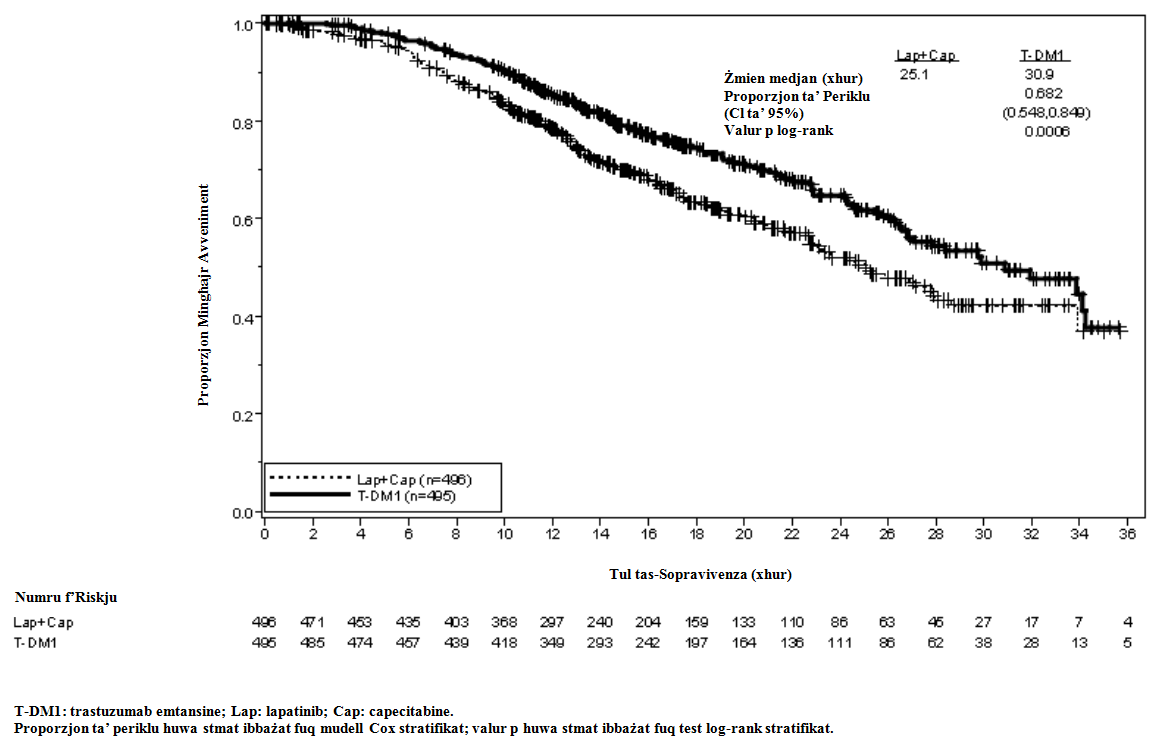 Lap+Cap T-DM1
Żmien medjan (xhur) 25.1 30.9
Proporzjon ta’ Periklu 0.682
(Cl ta’ 95%) (0.548,0.849)
Valur p log-rank 0.0006
Proporzjon Minghajr Avveniment
1.0
0.8
0.6
0.4
0.2
0.0
Lap+Cap (n=496)
T-DM1 (n=495)
0 2 4 6 8 10 12 14 16 18 20 22 24 26 28 30 32 34 36
Tul tas-Sopravivenza (xhur)
Numru f’Riskju
Lap+Cap 496 471 453 435 403 368 297 240 204 159 133 110 86 63 45 27 17 7 4
T-DM1 495 485 474 457 439 418 349 293 242 197 164 136 111 86 62 38 28 13 5
T-DM1: trastuzumab emtansine; Lap: lapatinib; Cap: capecitabine.
Proporzjon ta’ periklu huwa stmat ibbażat fuq mudell Cox stratifikat; valur p huwa stmat ibbażat fuq test log-rank stratifikat.